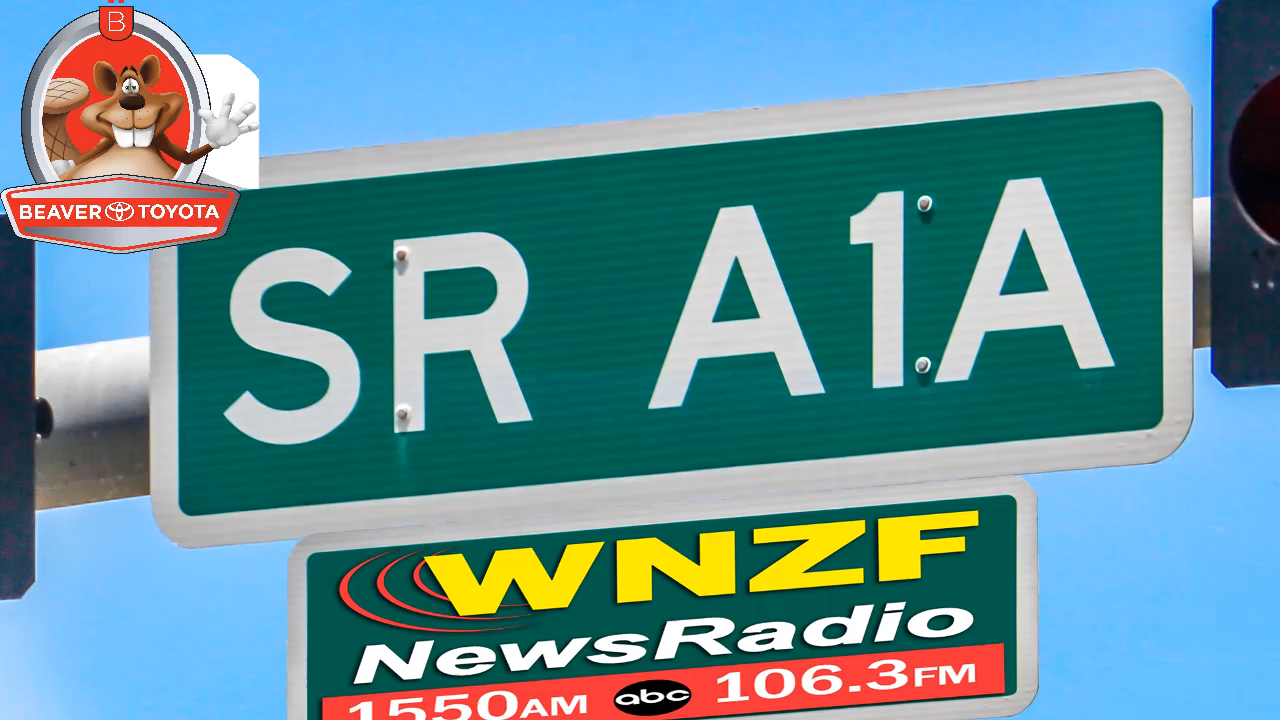 B
BEAVER TOYOTA
SR A1A
WNZF
NewsRadio
1550AM abc 106.3FM